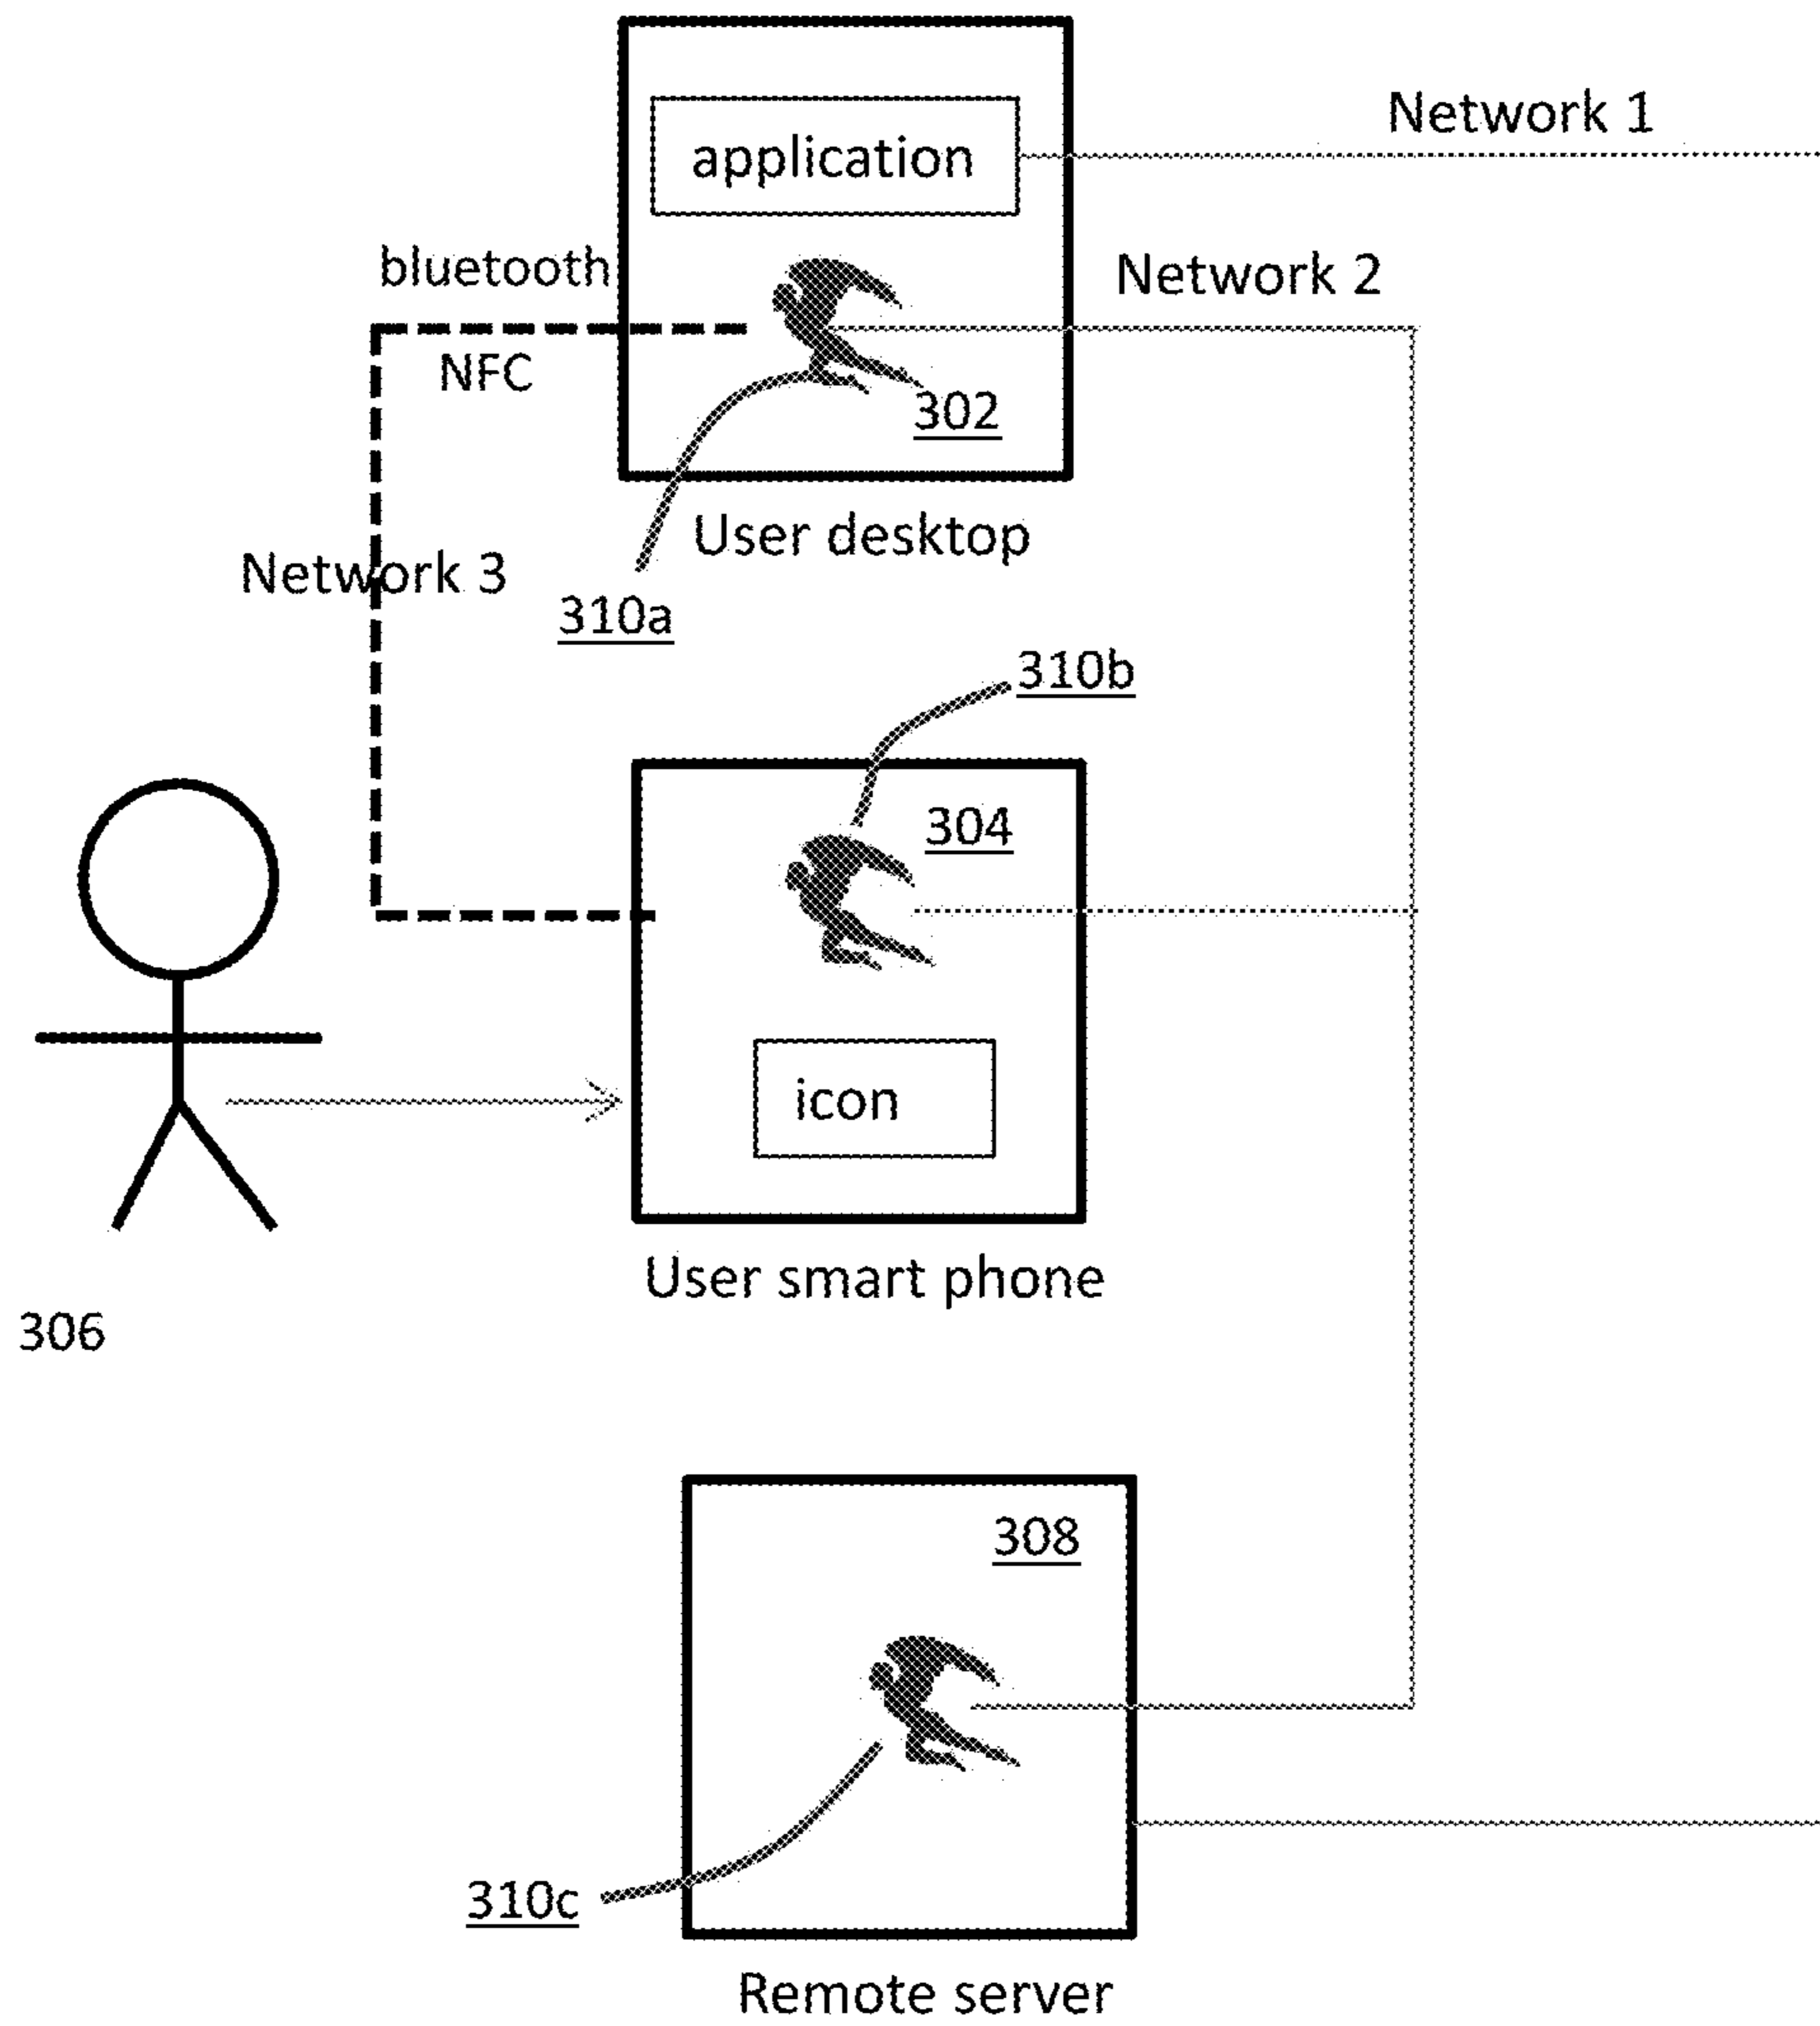 Network 1
application
bluetooth
Network 2
NFC
302
User desktop
Network 3
310a
310b
304
icon
User smart phone
306
308
310c
Remote server